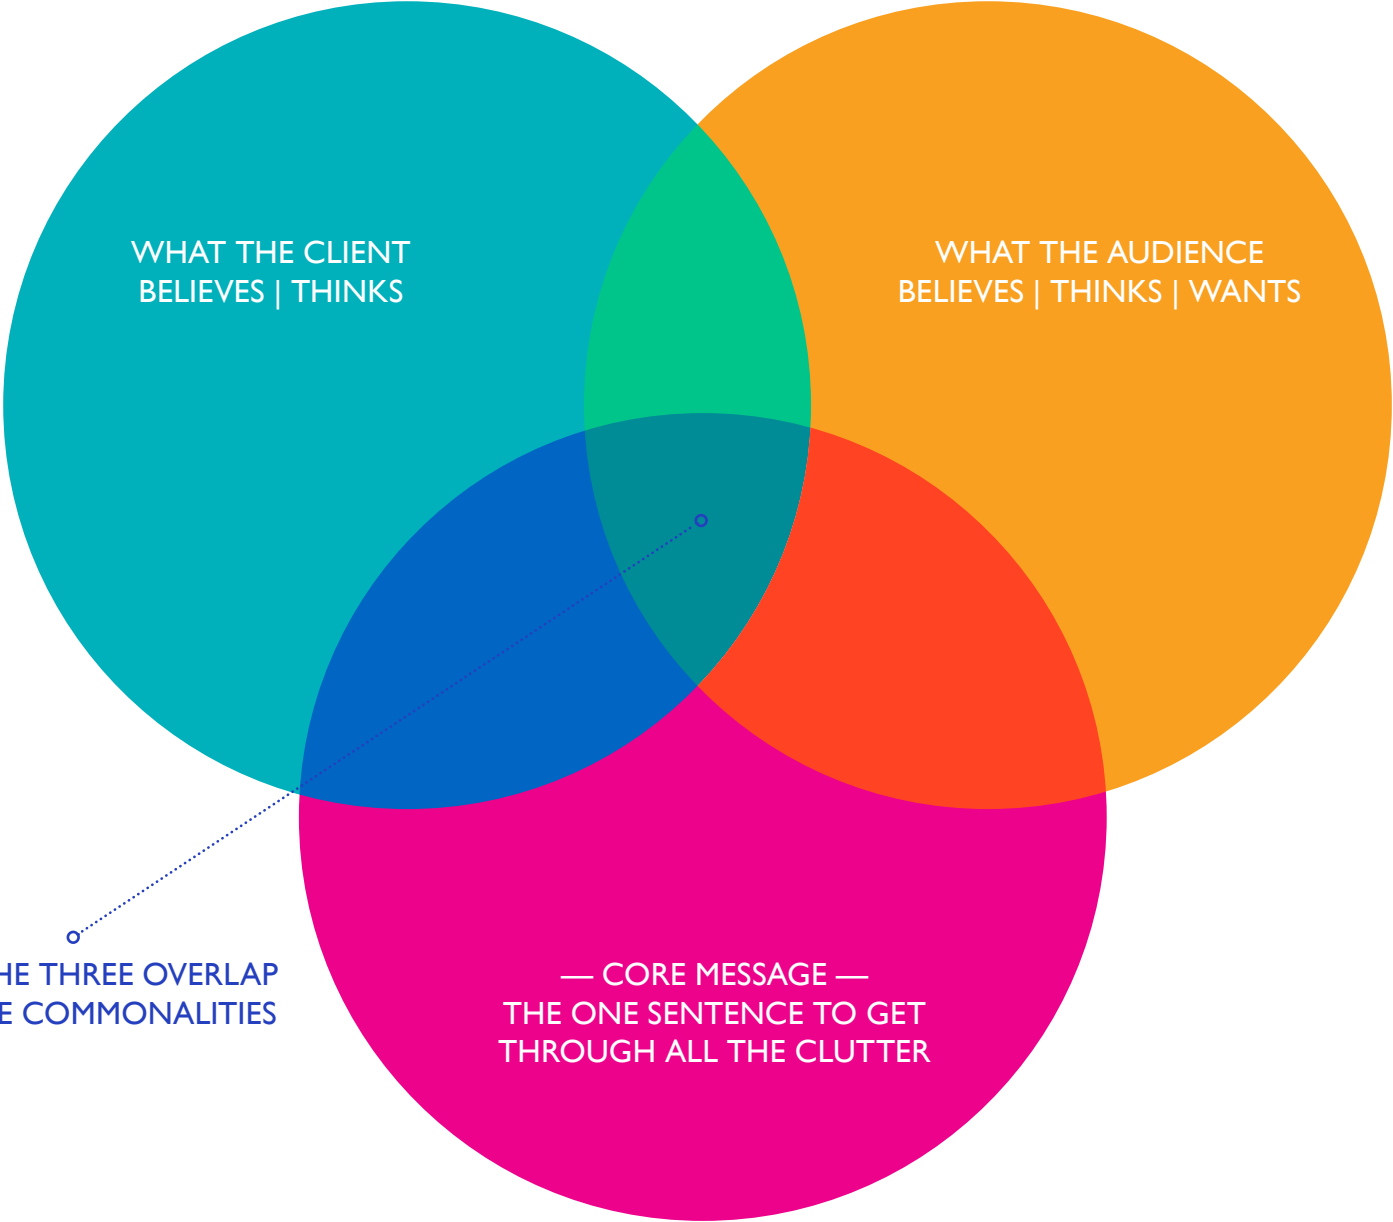 WHAT THE CLIENT
BELIEVES | THINKS
WHAT THE AUDIENCE
BELIEVES | THINKS | WANTS
THREE OVERLAP
COMMONALITIES
— CORE MESSAGE —
THE ONE SENTENCE TO GET
THROUGH ALL THE CLUTTER